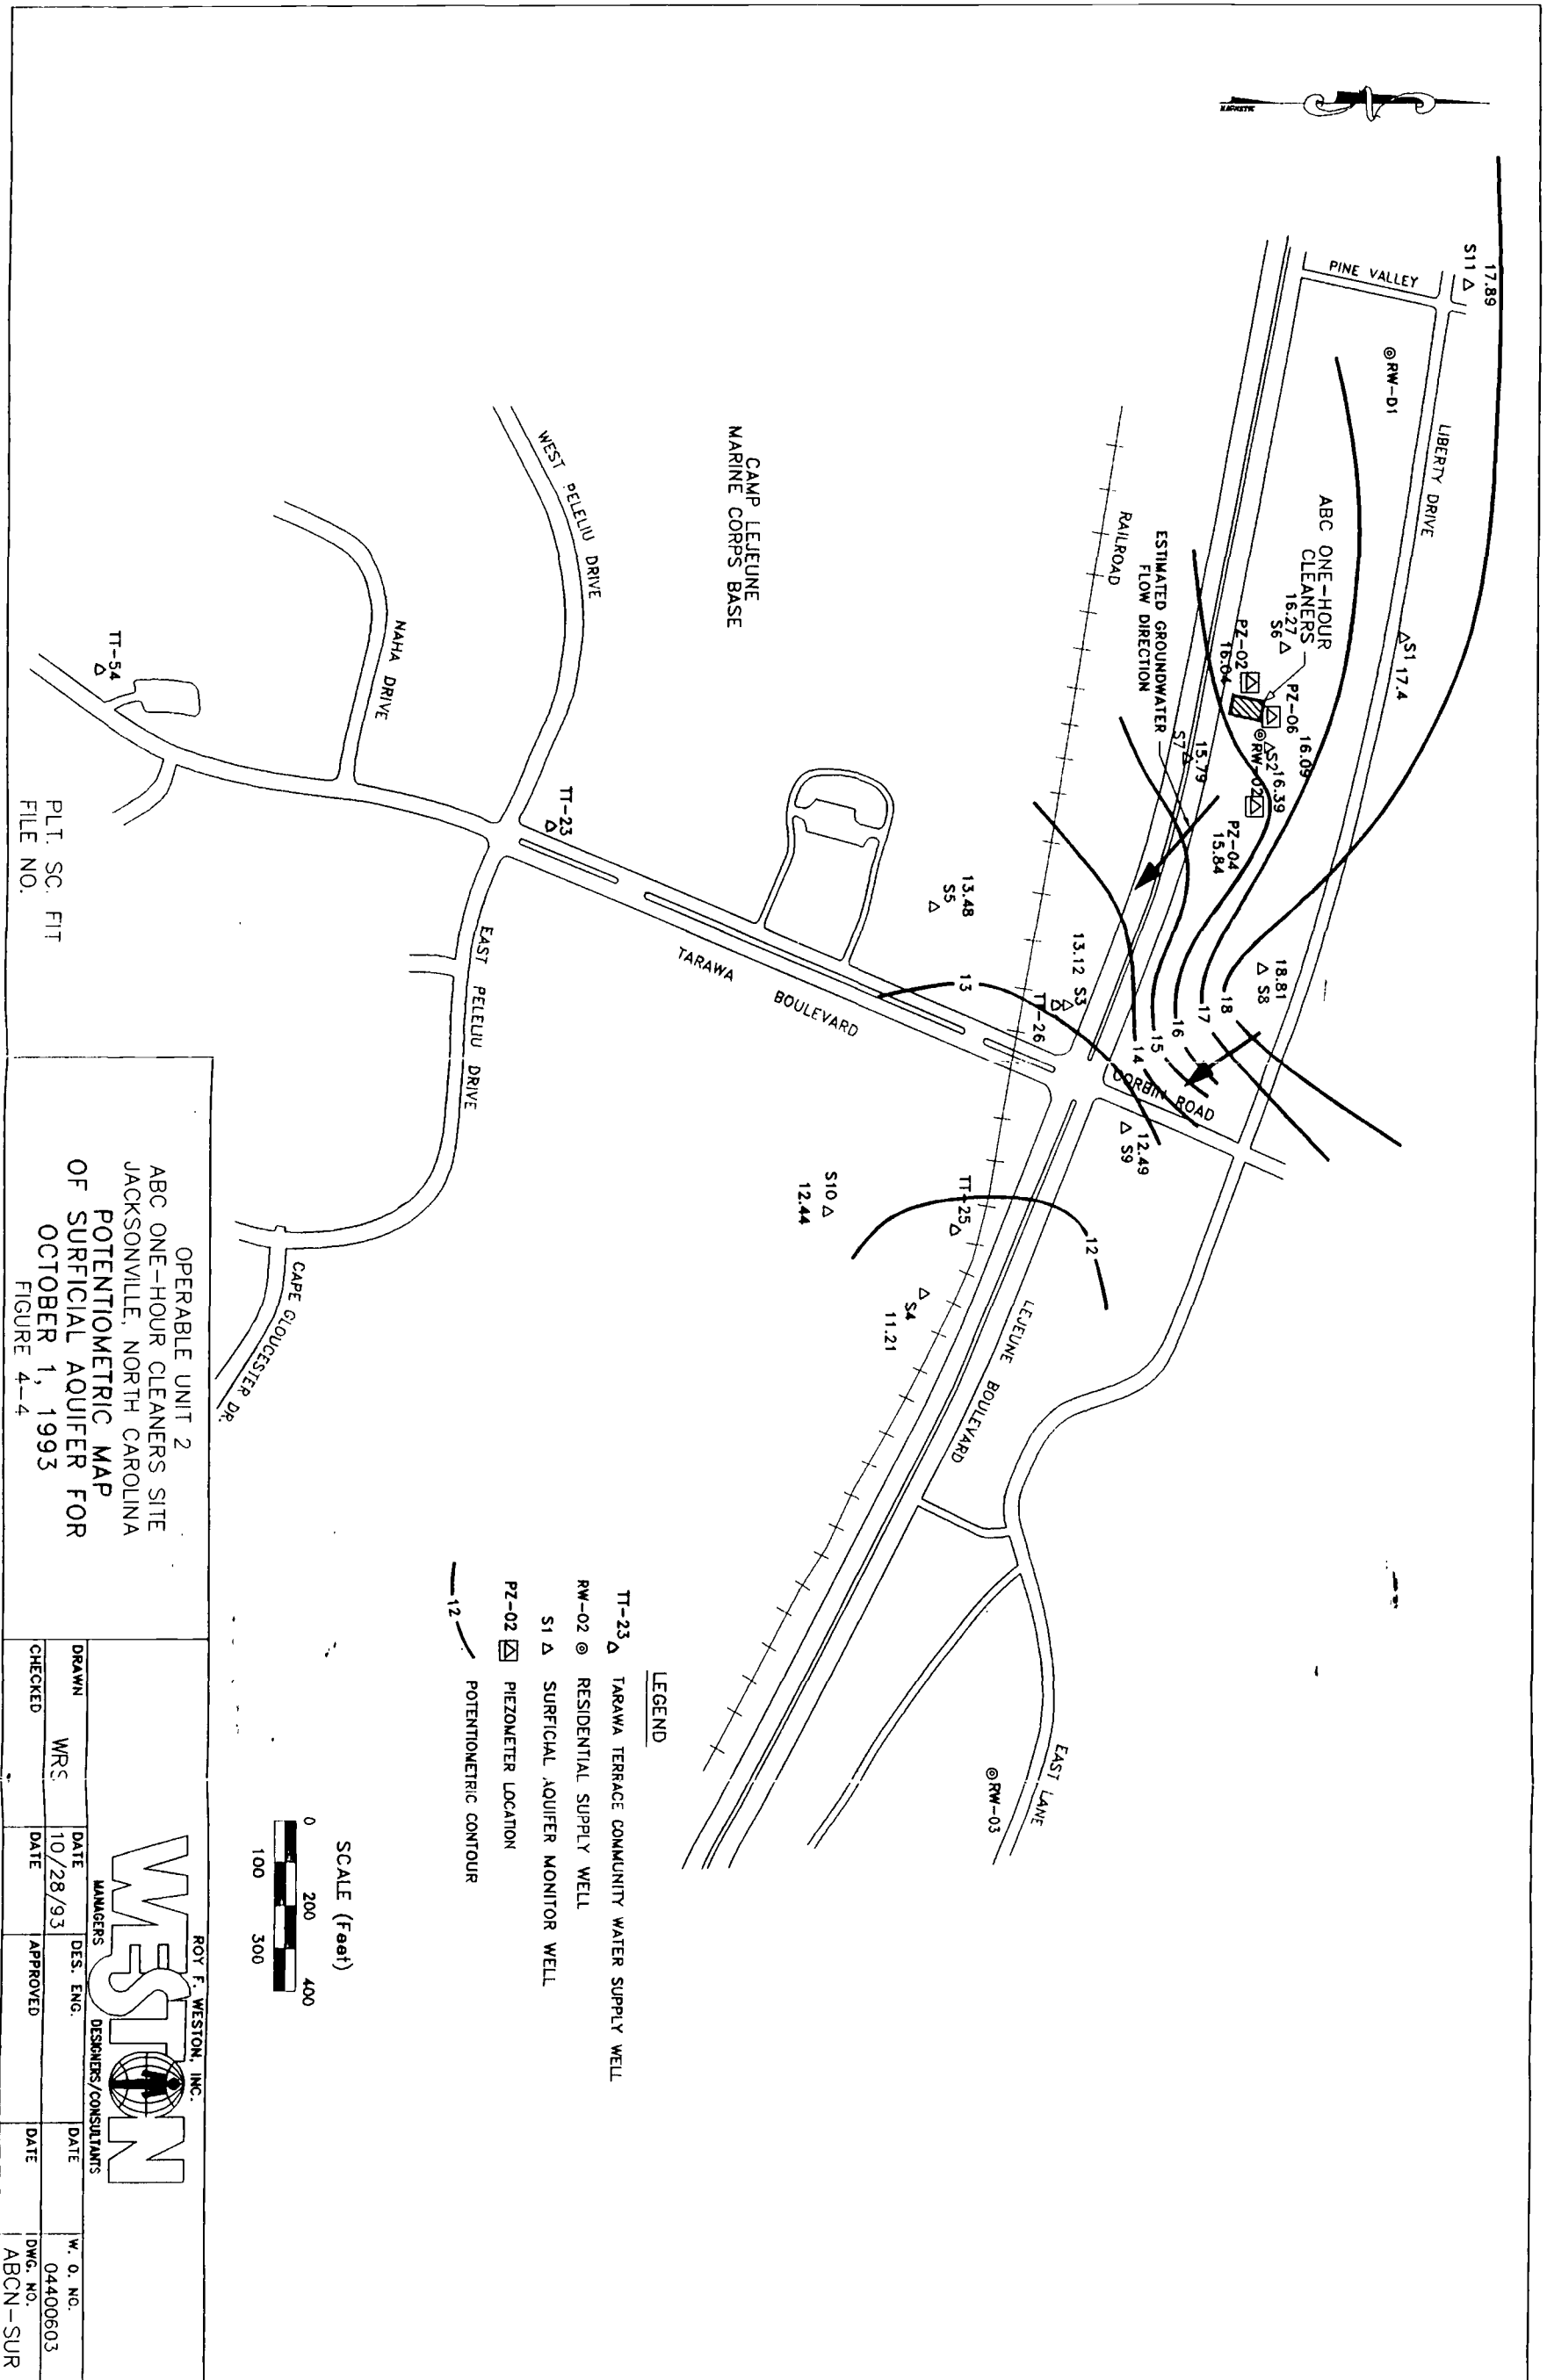 MAGNETIC
17.89
S11
PINE VALLEY
RW-D1
LIBERTY DRIVE
S1 17.4
ABC ONE-HOUR
CLEANERS
16.27
S6
PZ-02
16.04
PZ-06
16.09
S2
16.39
RW-02
PZ-04
15.84
15.79
S7
ESTIMATED GROUNDWATER
FLOW DIRECTION
RAILROAD
18.81
S8
18
17
16
15
14
13
12
CORBIN ROAD
12.49
S9
13.12 S3
TT-26
13.48
S5
TT-25
S10
12.44
S4
11.21
LEJEUNE BOULEVARD
EAST LANE
RW-03
CAMP LEJEUNE
MARINE CORPS BASE
TARAWA BOULEVARD
WEST PELELIU DRIVE
NAHA DRIVE
TT-23
TT-54
EAST PELELIU DRIVE
CAPE GLOUCESTER DR.
LEGEND
TT-23 TARAWA TERRACE COMMUNITY WATER SUPPLY WELL
RW-02 RESIDENTIAL SUPPLY WELL
S1 SURFICIAL AQUIFER MONITOR WELL
PZ-02 PIEZOMETER LOCATION
12 POTENTIOMETRIC CONTOUR
SCALE (Feet)
0 200 400
100 300
PLT. SC. FIT
FILE NO.
OPERABLE UNIT 2
ABC ONE-HOUR CLEANERS SITE
JACKSONVILLE, NORTH CAROLINA
POTENTIOMETRIC MAP
OF SURFICIAL AQUIFER FOR
OCTOBER 1, 1993
FIGURE 4-4
ROY F. WESTON, INC.
WESTON
MANAGERS DESIGNERS/CONSULTANTS
DRAWN WRS
DATE 10/28/93
DES. ENG.
DATE
W. O. NO.
04400603
CHECKED
DATE
APPROVED
DATE
DWG. NO.
ABCN-SUR